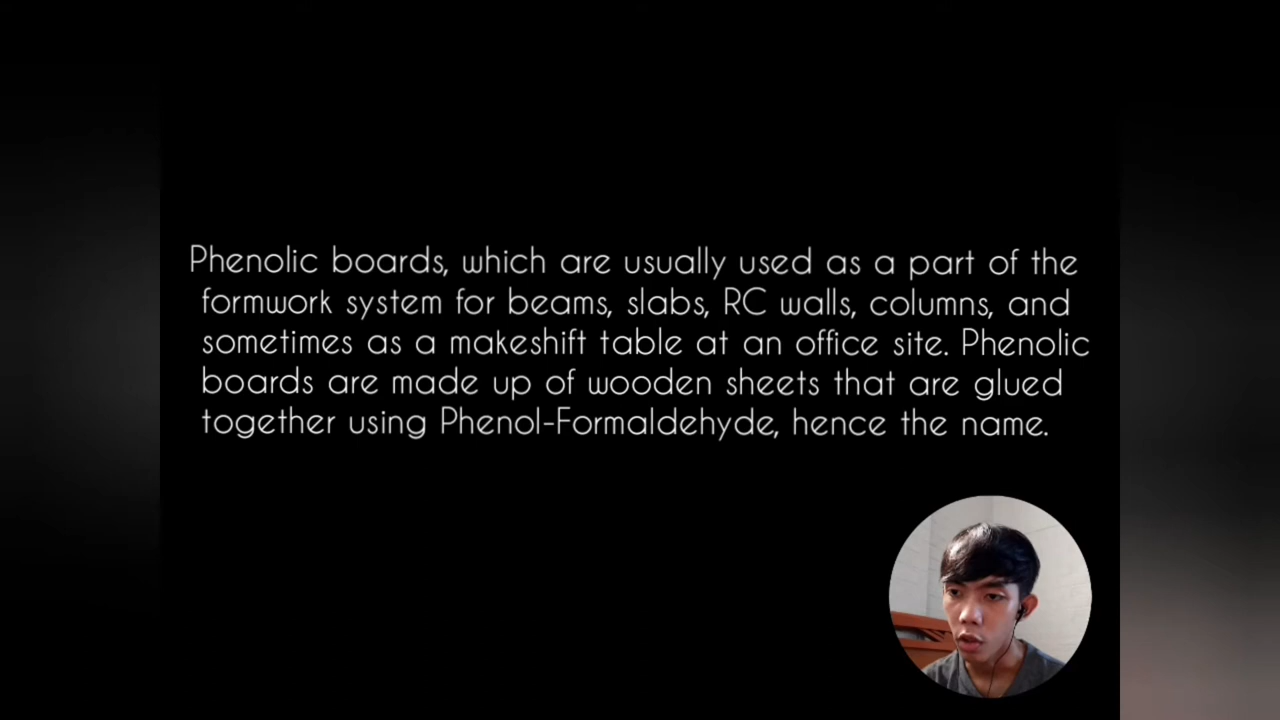 Phenolic boards, which are usually used as a part of the
formwork system for beams, slabs, RC walls, columns, and
sometimes as a makeshift table at an office site. Phenolic
boards are made up of wooden sheets that are glued
together using Phenol-Formaldehyde, hence the name.